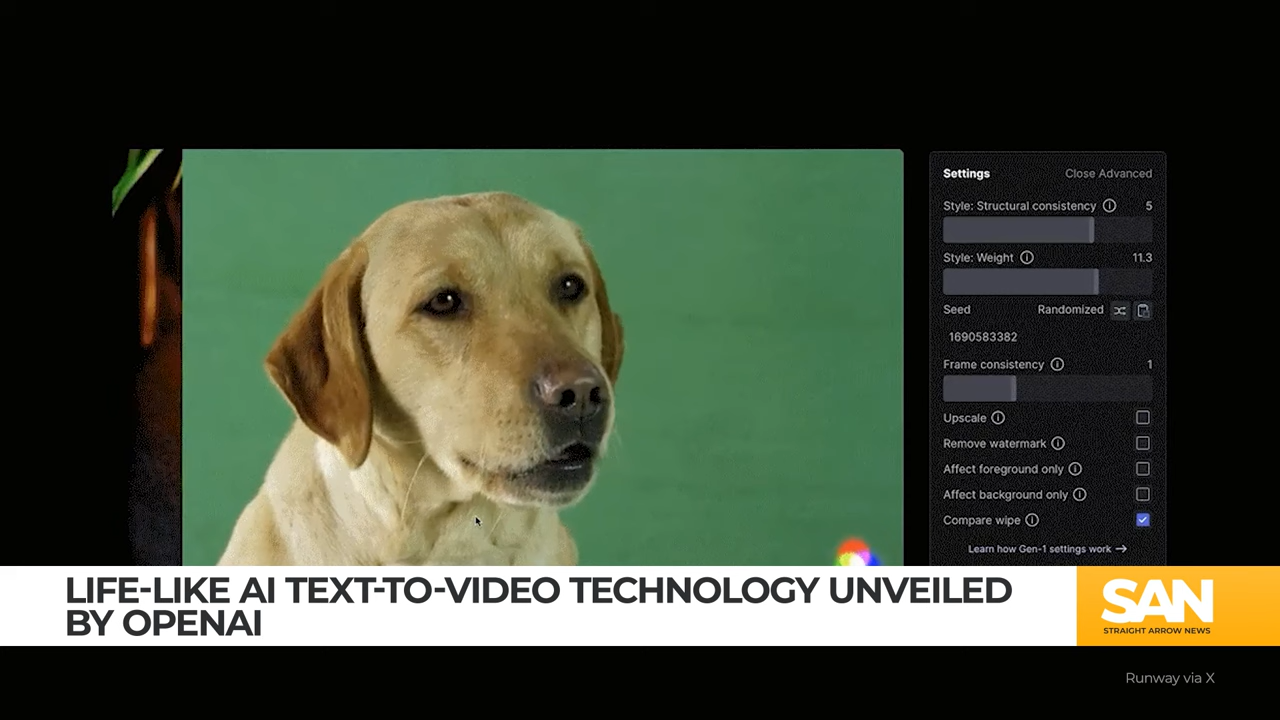 Settings Close Advanced
Style: Structural consistency 5
Style: Weight 11.3
Seed Randomized
1690583382
Frame consistency 1
Upscale
Remove watermark
Affect foreground only
Affect background only
Compare wipe
Learn how Gen-1 settings work →
LIFE-LIKE AI TEXT-TO-VIDEO TECHNOLOGY UNVEILED
BY OPENAI
SAN
STRAIGHT ARROW NEWS
Runway via X